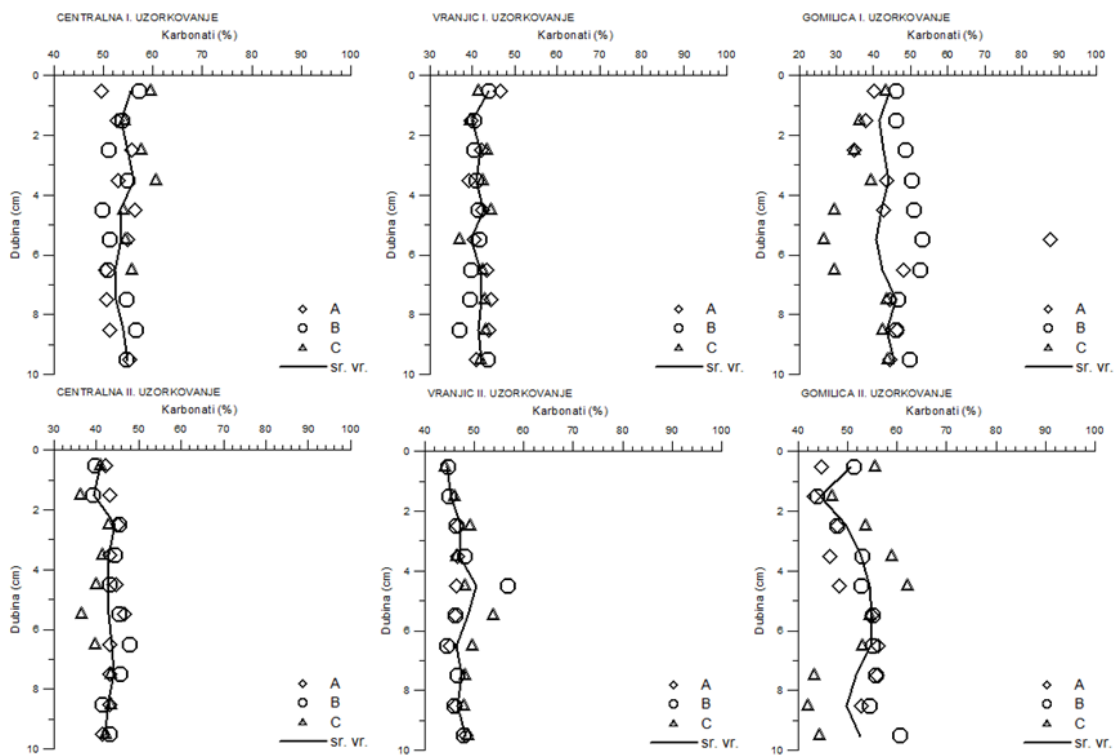 CENTRALNA I. UZORKOVANJE
Karbonati (%)
40 50 60 70 80 90 100
Dubina (cm)
0
2
4
6
8
10
A
B
C
sr. vr.
VRANJIC I. UZORKOVANJE
Karbonati (%)
30 40 50 60 70 80 90 100
Dubina (cm)
0
2
4
6
8
10
A
B
C
sr. vr.
GOMILICA I. UZORKOVANJE
Karbonati (%)
20 30 40 50 60 70 80 90 100
Dubina (cm)
0
2
4
6
8
10
A
B
C
sr. vr.
CENTRALNA II. UZORKOVANJE
Karbonati (%)
30 40 50 60 70 80 90 100
Dubina (cm)
0
2
4
6
8
10
A
B
C
sr. vr.
VRANJIC II. UZORKOVANJE
Karbonati (%)
40 50 60 70 80 90 100
Dubina (cm)
0
2
4
6
8
10
A
B
C
sr. vr.
GOMILICA II. UZORKOVANJE
Karbonati (%)
40 50 60 70 80 90 100
Dubina (cm)
0
2
4
6
8
10
A
B
C
sr. vr.